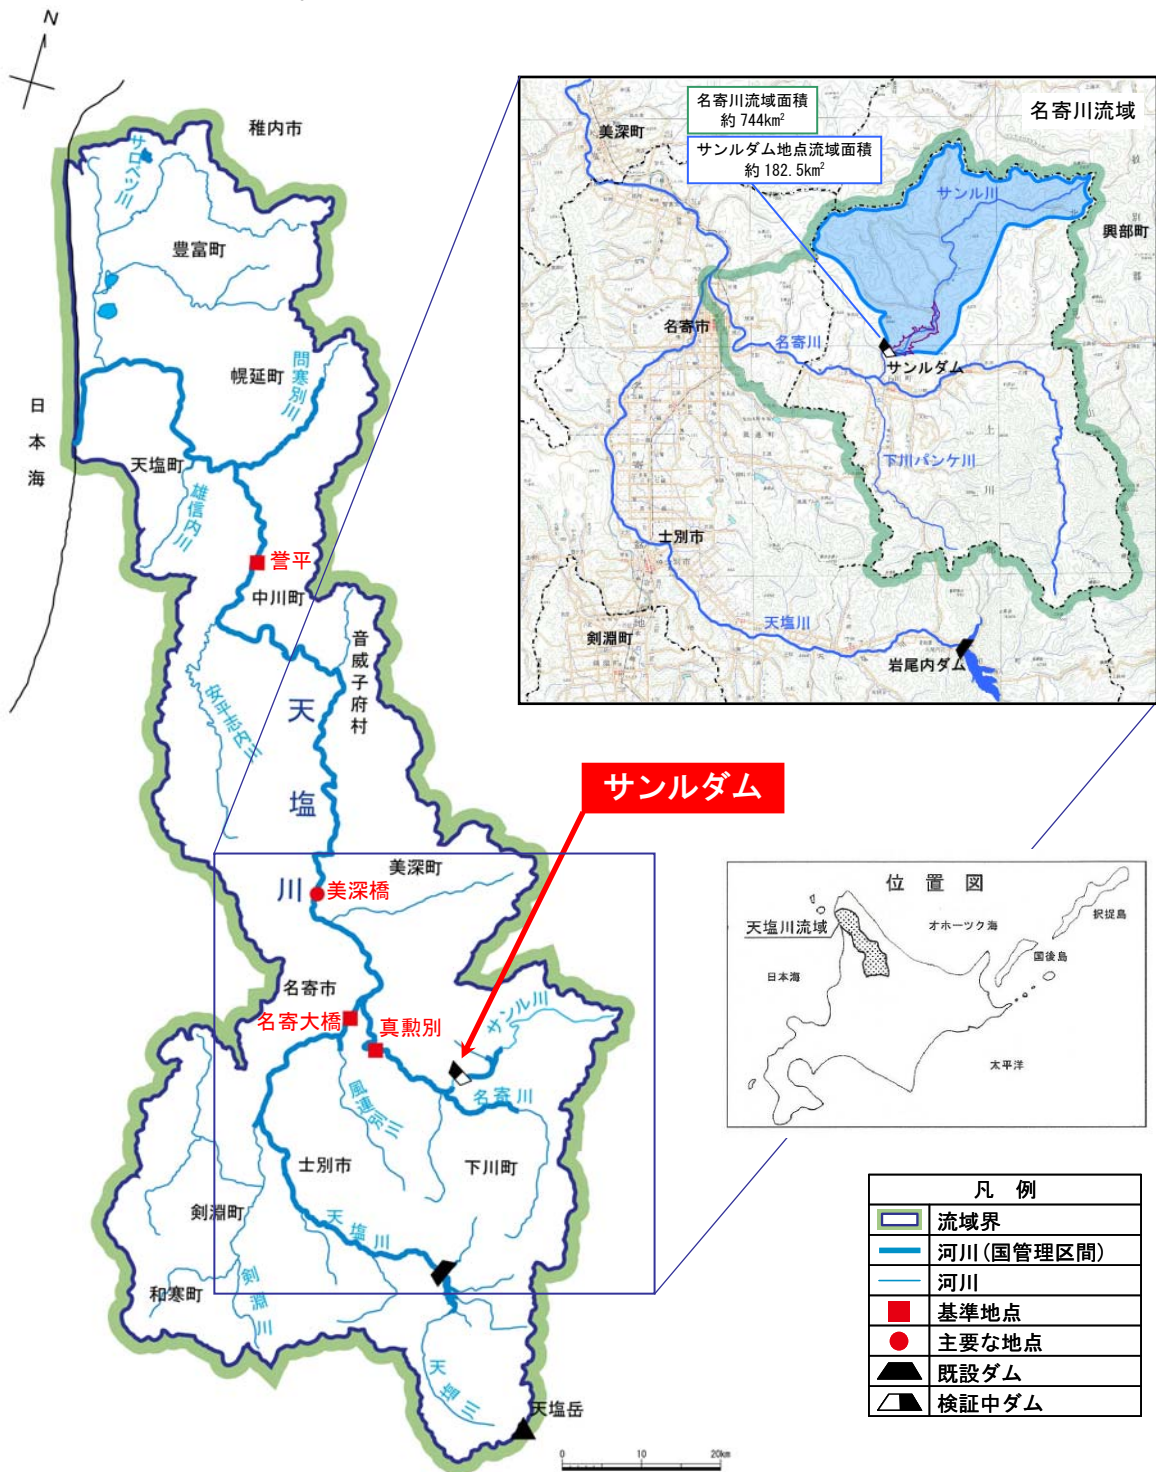 N
稚内市
サロベツ川
豊富町
問寒別川
幌延町
日本海
天塩町
雄信内川
誉平
中川町
音威子府村
安平志内川
天塩川
美深町
美深橋
名寄市
名寄大橋
真勲別
サンル川
名寄川
風連別川
士別市
下川町
剣淵町
天塩川
和寒町
剣淵川
天塩川
天塩岳
0 10 20km
サンルダム
名寄川流域
名寄川流域面積
約 744km²
サンルダム地点流域面積
約 182.5km²
美深町
サンル川
興部町
名寄市
名寄川
サンルダム
下川パンケ川
士別市
天塩川
剣淵町
岩尾内ダム
位置図
天塩川流域
オホーツク海
択捉島
国後島
日本海
太平洋
凡 例
流域界
河川(国管理区間)
河川
基準地点
主要な地点
既設ダム
検証中ダム